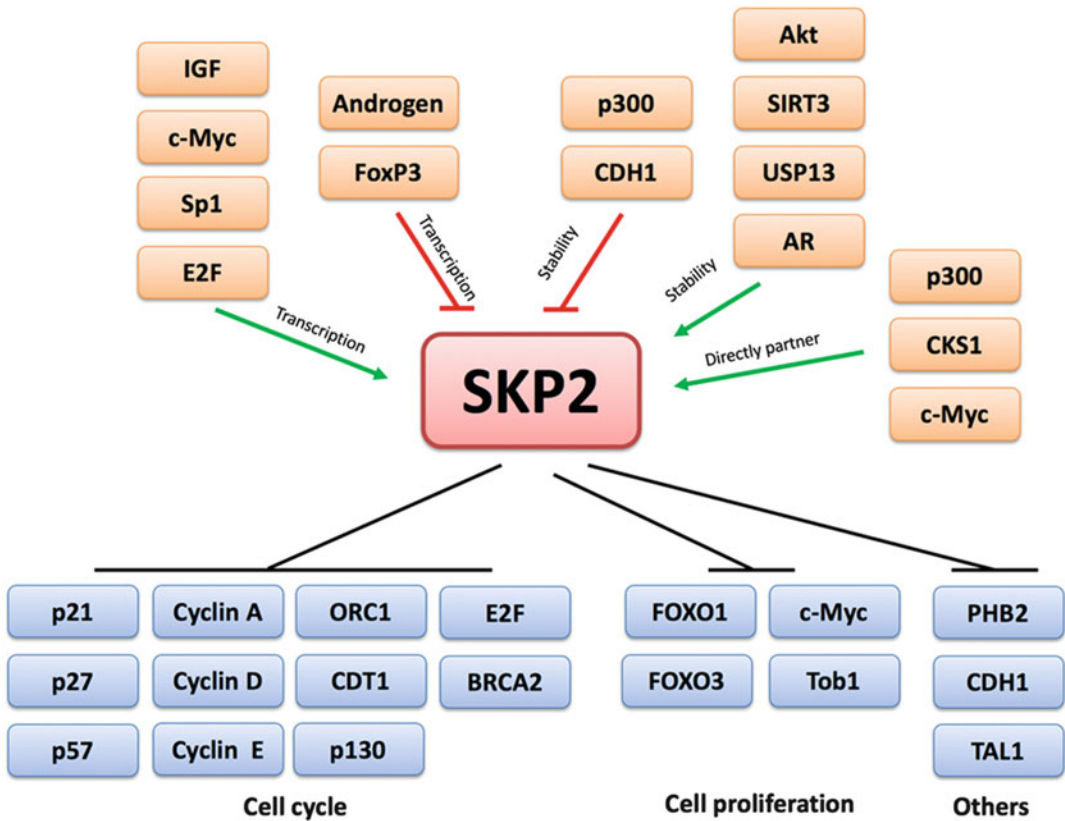 IGF
c-Myc
Sp1
E2F
Transcription
Androgen
FoxP3
Transcription
p300
CDH1
Stability
Akt
SIRT3
USP13
AR
Stability
p300
CKS1
c-Myc
Directly partner
SKP2
p21
Cyclin A
ORC1
E2F
p27
Cyclin D
CDT1
BRCA2
p57
Cyclin E
p130
Cell cycle
FOXO1
c-Myc
FOXO3
Tob1
Cell proliferation
PHB2
CDH1
TAL1
Others